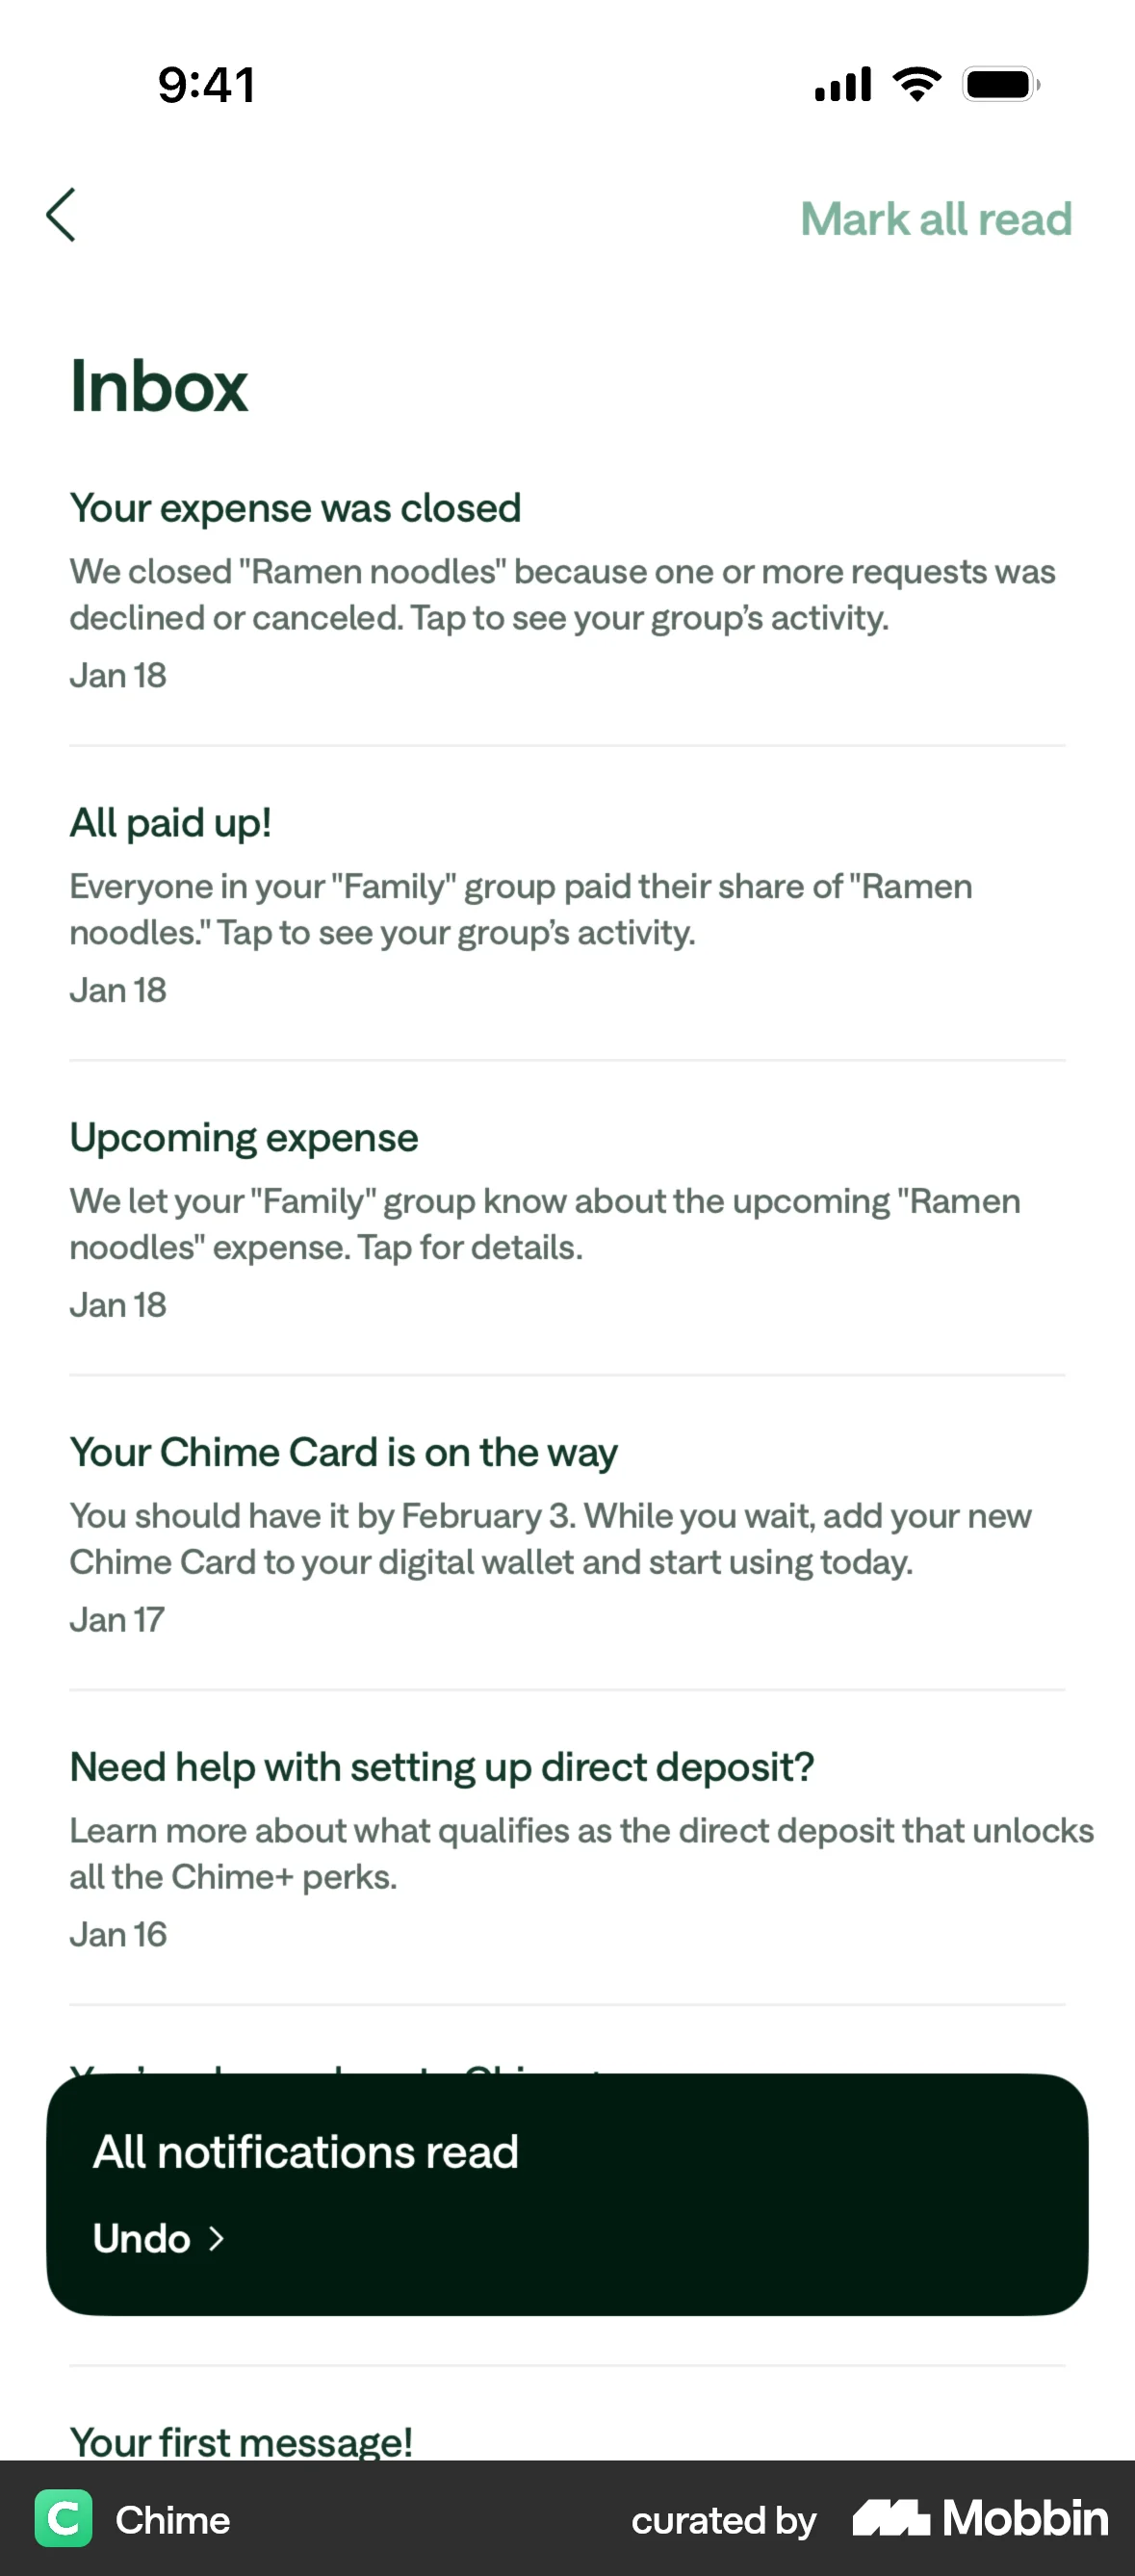 9:41
Mark all read
Inbox
Your expense was closed
We closed "Ramen noodles" because one or more requests was
declined or canceled. Tap to see your group’s activity.
Jan 18
All paid up!
Everyone in your "Family" group paid their share of "Ramen
noodles." Tap to see your group’s activity.
Jan 18
Upcoming expense
We let your "Family" group know about the upcoming "Ramen
noodles" expense. Tap for details.
Jan 18
Your Chime Card is on the way
You should have it by February 3. While you wait, add your new
Chime Card to your digital wallet and start using today.
Jan 17
Need help with setting up direct deposit?
Learn more about what qualifies as the direct deposit that unlocks
all the Chime+ perks.
Jan 16
All notifications read
Undo
Your first message!
Chime
curated by Mobbin